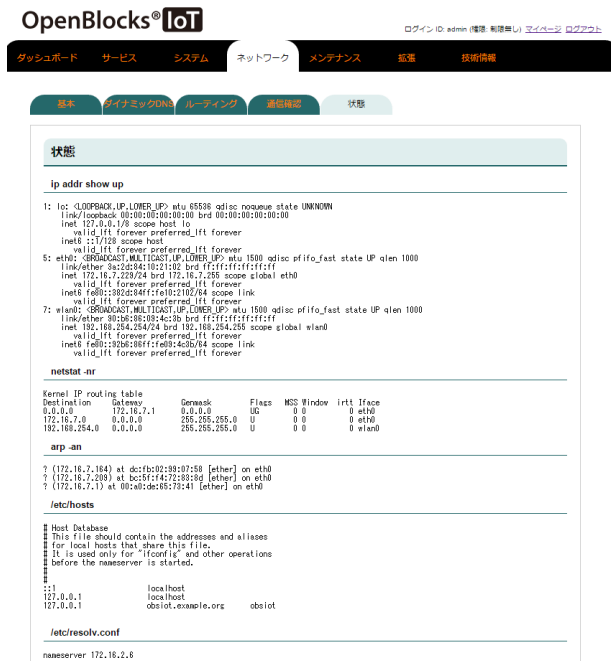 OpenBlocks® IoT
ログイン ID: admin (権限: 制限無し) マイページ ログアウト
ダッシュボード サービス システム ネットワーク メンテナンス 拡張 技術情報
基本 ダイナミックDNS ルーティング 通信確認 状態
状態
ip addr show up
1: lo: <LOOPBACK,UP,LOWER_UP> mtu 65536 qdisc noqueue state UNKNOWN
link/loopback 00:00:00:00:00:00 brd 00:00:00:00:00:00
inet 127.0.0.1/8 scope host lo
valid_lft forever preferred_lft forever
inet6 ::1/128 scope host
valid_lft forever preferred_lft forever
5: eth0: <BROADCAST,MULTICAST,UP,LOWER_UP> mtu 1500 qdisc pfifo_fast state UP qlen 1000
link/ether 3a:2d:84:10:21:02 brd ff:ff:ff:ff:ff:ff
inet 172.16.7.229/24 brd 172.16.7.255 scope global eth0
valid_lft forever preferred_lft forever
inet6 fe80::382d:84ff:fe10:2102/64 scope link
valid_lft forever preferred_lft forever
7: wlan0: <BROADCAST,MULTICAST,UP,LOWER_UP> mtu 1500 qdisc pfifo_fast state UP qlen 1000
link/ether 90:b6:86:09:4c:3b brd ff:ff:ff:ff:ff:ff
inet 192.168.254.254/24 brd 192.168.254.255 scope global wlan0
valid_lft forever preferred_lft forever
inet6 fe80::92b6:86ff:fe09:4c3b/64 scope link
valid_lft forever preferred_lft forever
netstat -nr
Kernel IP routing table
Destination Gateway Genmask Flags MSS Window irtt Iface
0.0.0.0 172.16.7.1 0.0.0.0 UG 0 0 0 eth0
172.16.7.0 0.0.0.0 255.255.255.0 U 0 0 0 eth0
192.168.254.0 0.0.0.0 255.255.255.0 U 0 0 0 wlan0
arp -an
? (172.16.7.164) at dc:fb:02:99:07:58 [ether] on eth0
? (172.16.7.209) at bc:5f:f4:72:83:8d [ether] on eth0
? (172.16.7.1) at 00:a0:de:65:73:41 [ether] on eth0
/etc/hosts
# Host Database
# This file should contain the addresses and aliases
# for local hosts that share this file.
# It is used only for "ifconfig" and other operations
# before the nameserver is started.
#
#
::1 localhost
127.0.0.1 localhost
127.0.0.1 obsiot.example.org obsiot
/etc/resolv.conf
nameserver 172.16.2.6